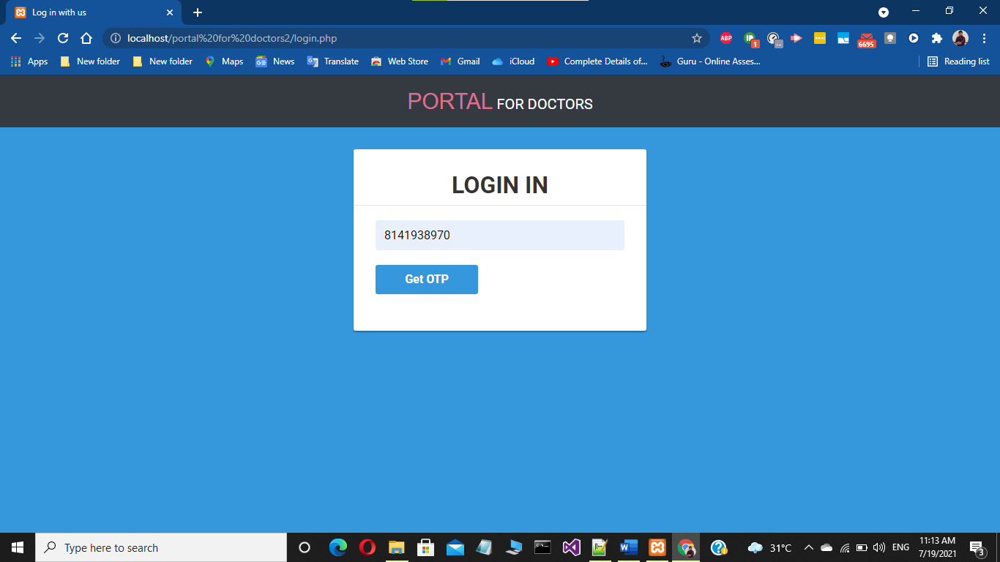 Log in with us
localhost/portal%20for%20doctors2/login.php
ABP
1
6695
Apps New folder New folder Maps News Translate Web Store Gmail iCloud Complete Details of... Guru - Online Asses... Reading list
PORTAL FOR DOCTORS
LOGIN IN
8141938970
Get OTP
Type here to search
31°C
ENG
11:13 AM
7/19/2021
3